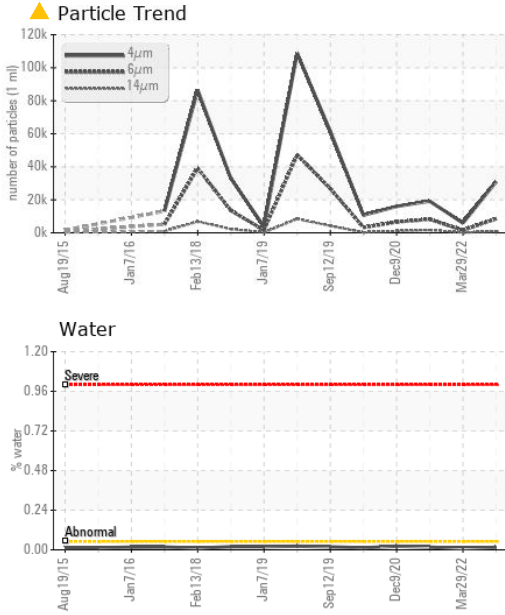 Particle Trend
120k
100k
80k
60k
40k
20k
0k
number of particles (1 ml)
4μm
6μm
14μm
Aug19/15
Jan7/16
Feb13/18
Jan7/19
Sep12/19
Dec9/20
Mar29/22
Water
1.20
0.96
0.72
0.48
0.24
0.00
% water
Severe
Abnormal
Aug19/15
Jan7/16
Feb13/18
Jan7/19
Sep12/19
Dec9/20
Mar29/22